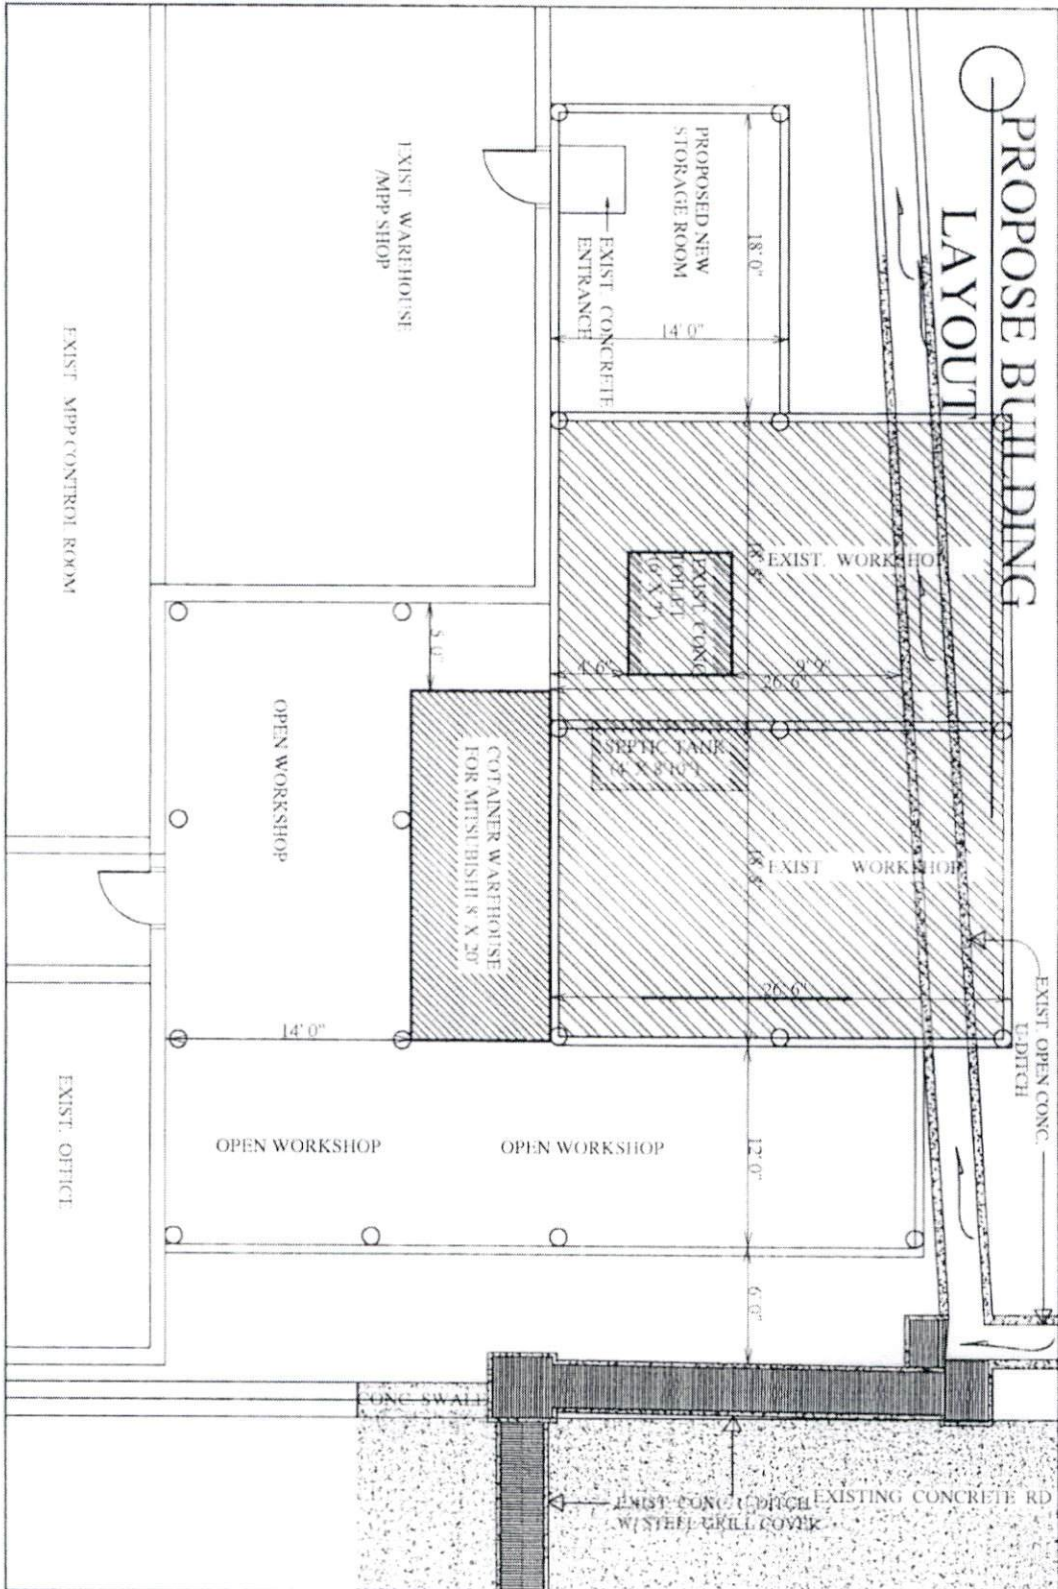 PROPOSE BUILDING
LAYOUT
PROPOSED NEW
STORAGE ROOM
18' 0"
14' 0"
EXIST. CONCRETE
ENTRANCE
EXIST WAREHOUSE
/MPP SHOP
EXIST MPP CONTROL ROOM
EXIST. WORKSHOP
EXIST. CONC
TOILET
4' 6"
9' 9"
26' 6"
SEPTIC TANK
(4' X 8'10")
5' 0"
OPEN WORKSHOP
COTAINER WAREHOUSE
FOR MITSUBISHI 8' X 20'
EXIST WORKSHOP
26' 6"
EXIST. OPEN CONC.
U-DITCH
14' 0"
EXIST. OFFICE
OPEN WORKSHOP
OPEN WORKSHOP
12' 0"
6' 0"
CONC. SWALE
EXIST. CONC. U-DITCH
W/ STEEL GRILL COVER
EXISTING CONCRETE RD